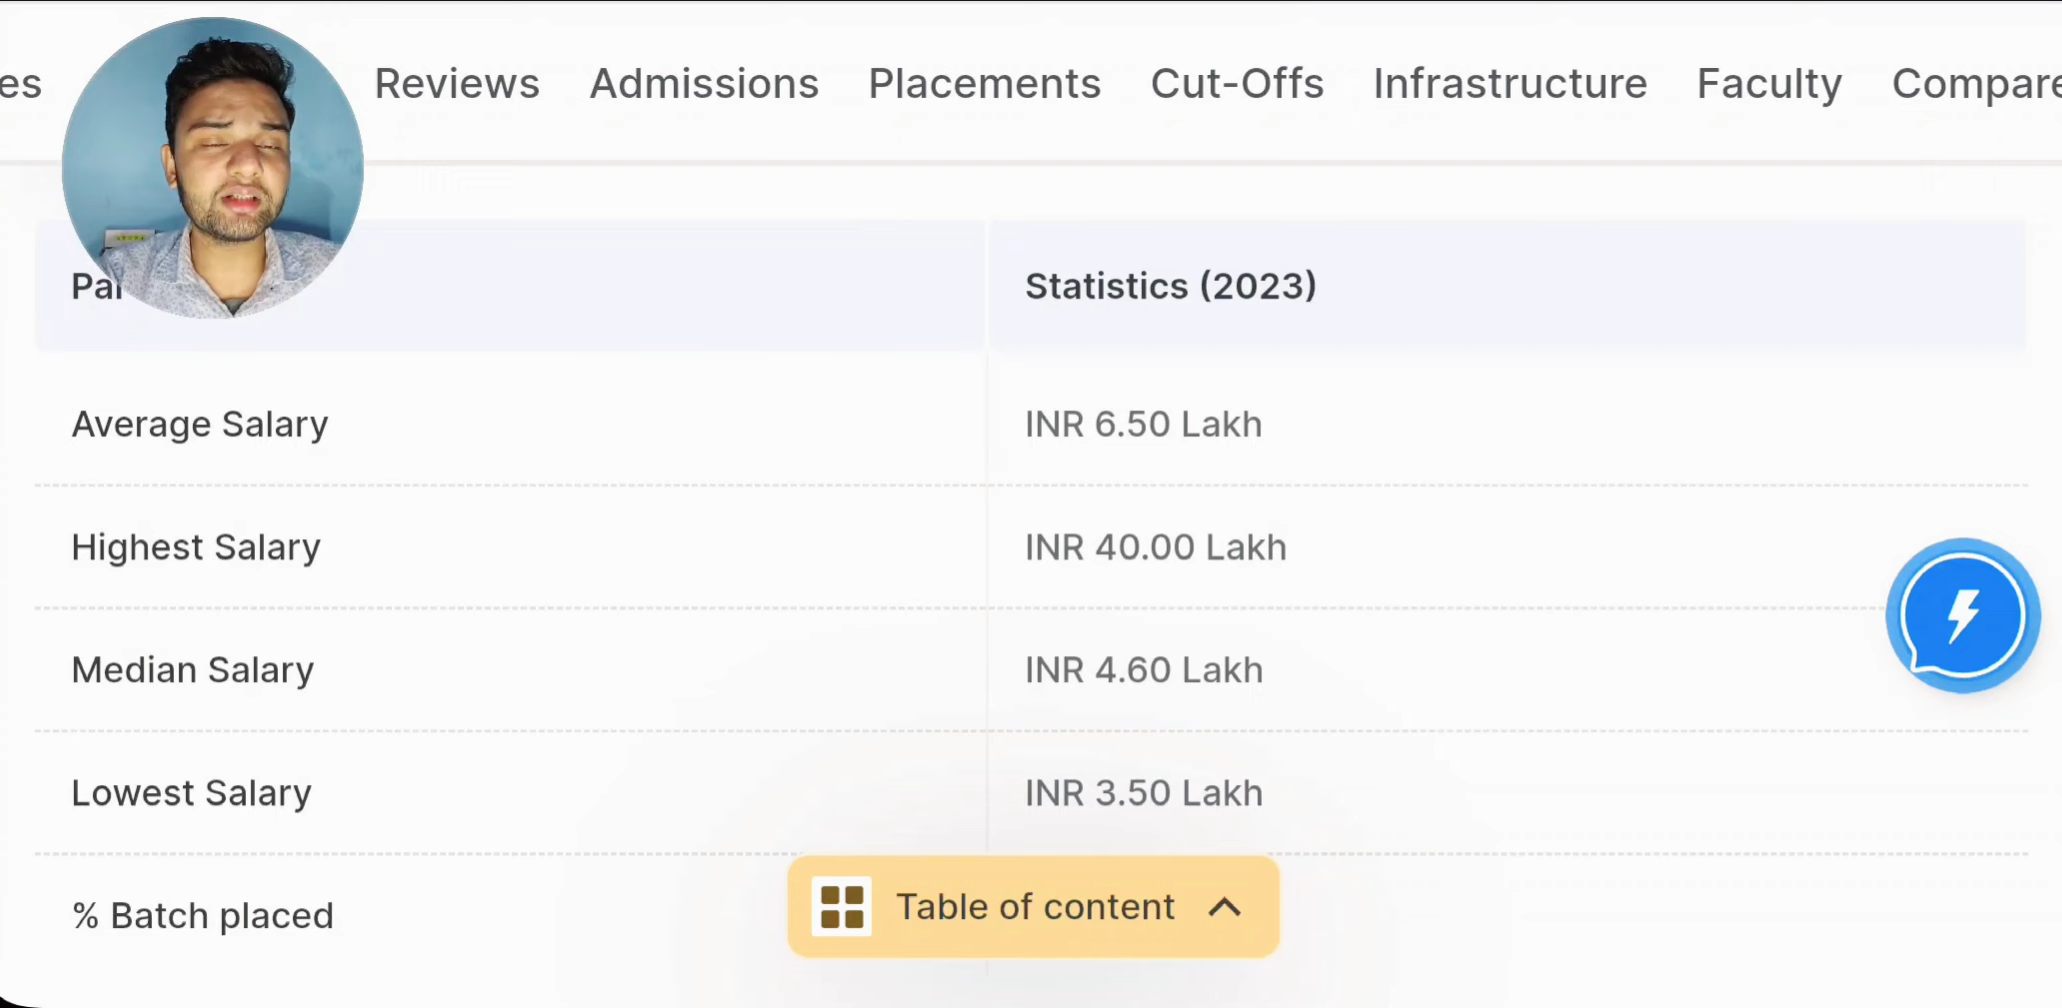 es Reviews Admissions Placements Cut-Offs Infrastructure Faculty Compare
Statistics (2023)
Average Salary INR 6.50 Lakh
Highest Salary INR 40.00 Lakh
Median Salary INR 4.60 Lakh
Lowest Salary INR 3.50 Lakh
% Batch placed
Table of content